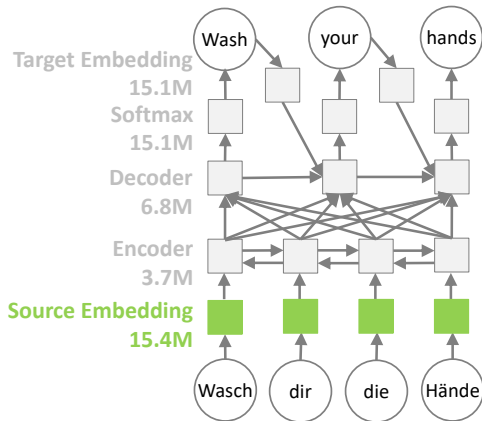 Wash your hands
Target Embedding
15.1M
Softmax
15.1M
Decoder
6.8M
Encoder
3.7M
Source Embedding
15.4M
Wasch dir die Hände